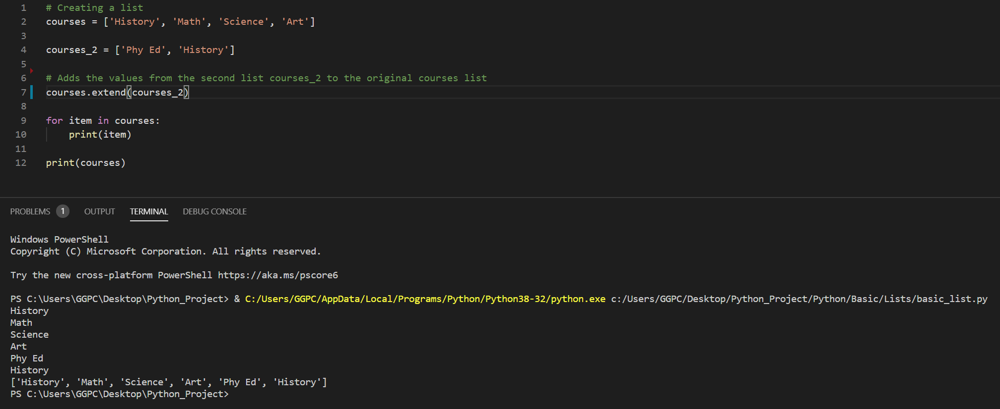 1 # Creating a list
2 courses = ['History', 'Math', 'Science', 'Art']
3
4 courses_2 = ['Phy Ed', 'History']
5
6 # Adds the values from the second list courses_2 to the original courses list
7 courses.extend(courses_2)
8
9 for item in courses:
10     print(item)
11
12 print(courses)
PROBLEMS 1 OUTPUT TERMINAL DEBUG CONSOLE
Windows PowerShell
Copyright (C) Microsoft Corporation. All rights reserved.
Try the new cross-platform PowerShell https://aka.ms/pscore6
PS C:\Users\GGPC\Desktop\Python_Project> & C:/Users/GGPC/AppData/Local/Programs/Python/Python38-32/python.exe c:/Users/GGPC/Desktop/Python_Project/Python/Basic/Lists/basic_list.py
History
Math
Science
Art
Phy Ed
History
['History', 'Math', 'Science', 'Art', 'Phy Ed', 'History']
PS C:\Users\GGPC\Desktop\Python_Project>